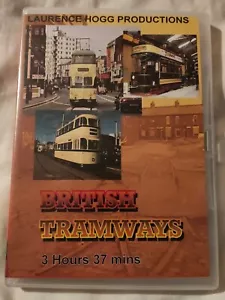 LAURENCE HOGG PRODUCTIONS
BRITISH
TRAMWAYS
3 Hours 37 mins